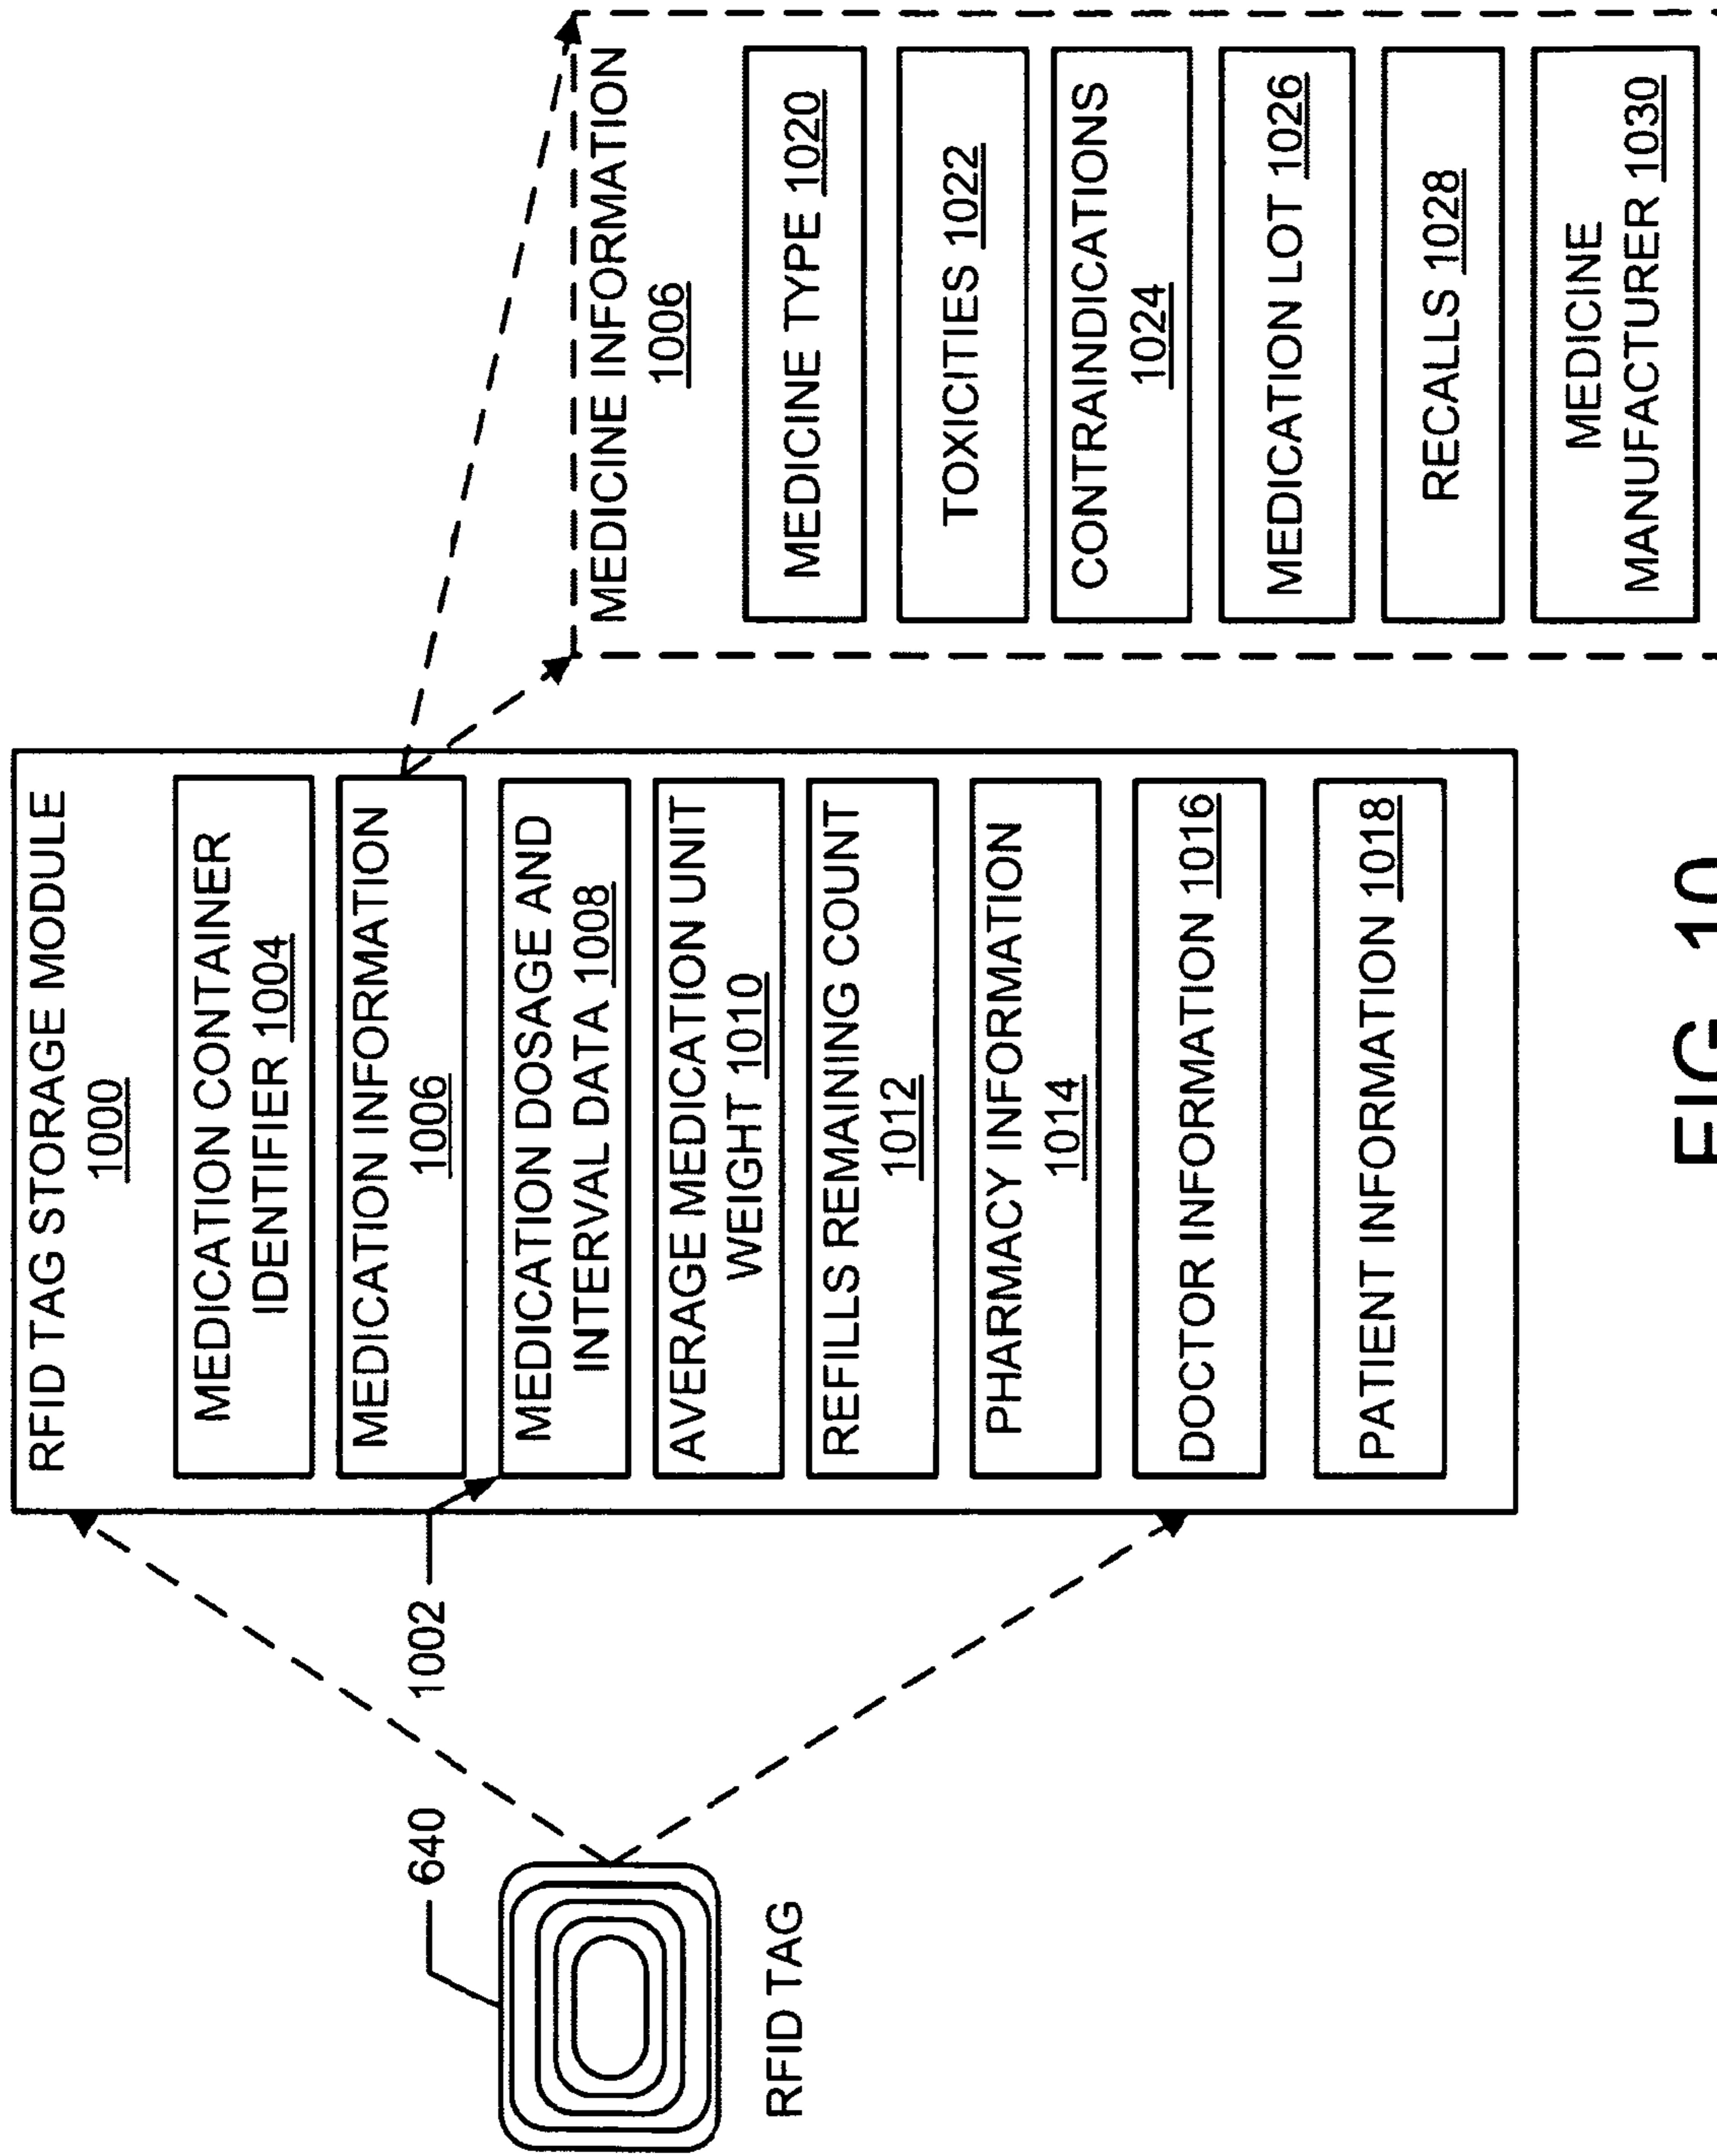 640
RFID TAG
1002
RFID TAG STORAGE MODULE
1000
MEDICATION CONTAINER
IDENTIFIER 1004
MEDICATION INFORMATION
1006
MEDICATION DOSAGE AND
INTERVAL DATA 1008
AVERAGE MEDICATION UNIT
WEIGHT 1010
REFILLS REMAINING COUNT
1012
PHARMACY INFORMATION
1014
DOCTOR INFORMATION 1016
PATIENT INFORMATION 1018
MEDICINE INFORMATION
1006
MEDICINE TYPE 1020
TOXICITIES 1022
CONTRAINDICATIONS
1024
MEDICATION LOT 1026
RECALLS 1028
MEDICINE
MANUFACTURER 1030
FIG 10